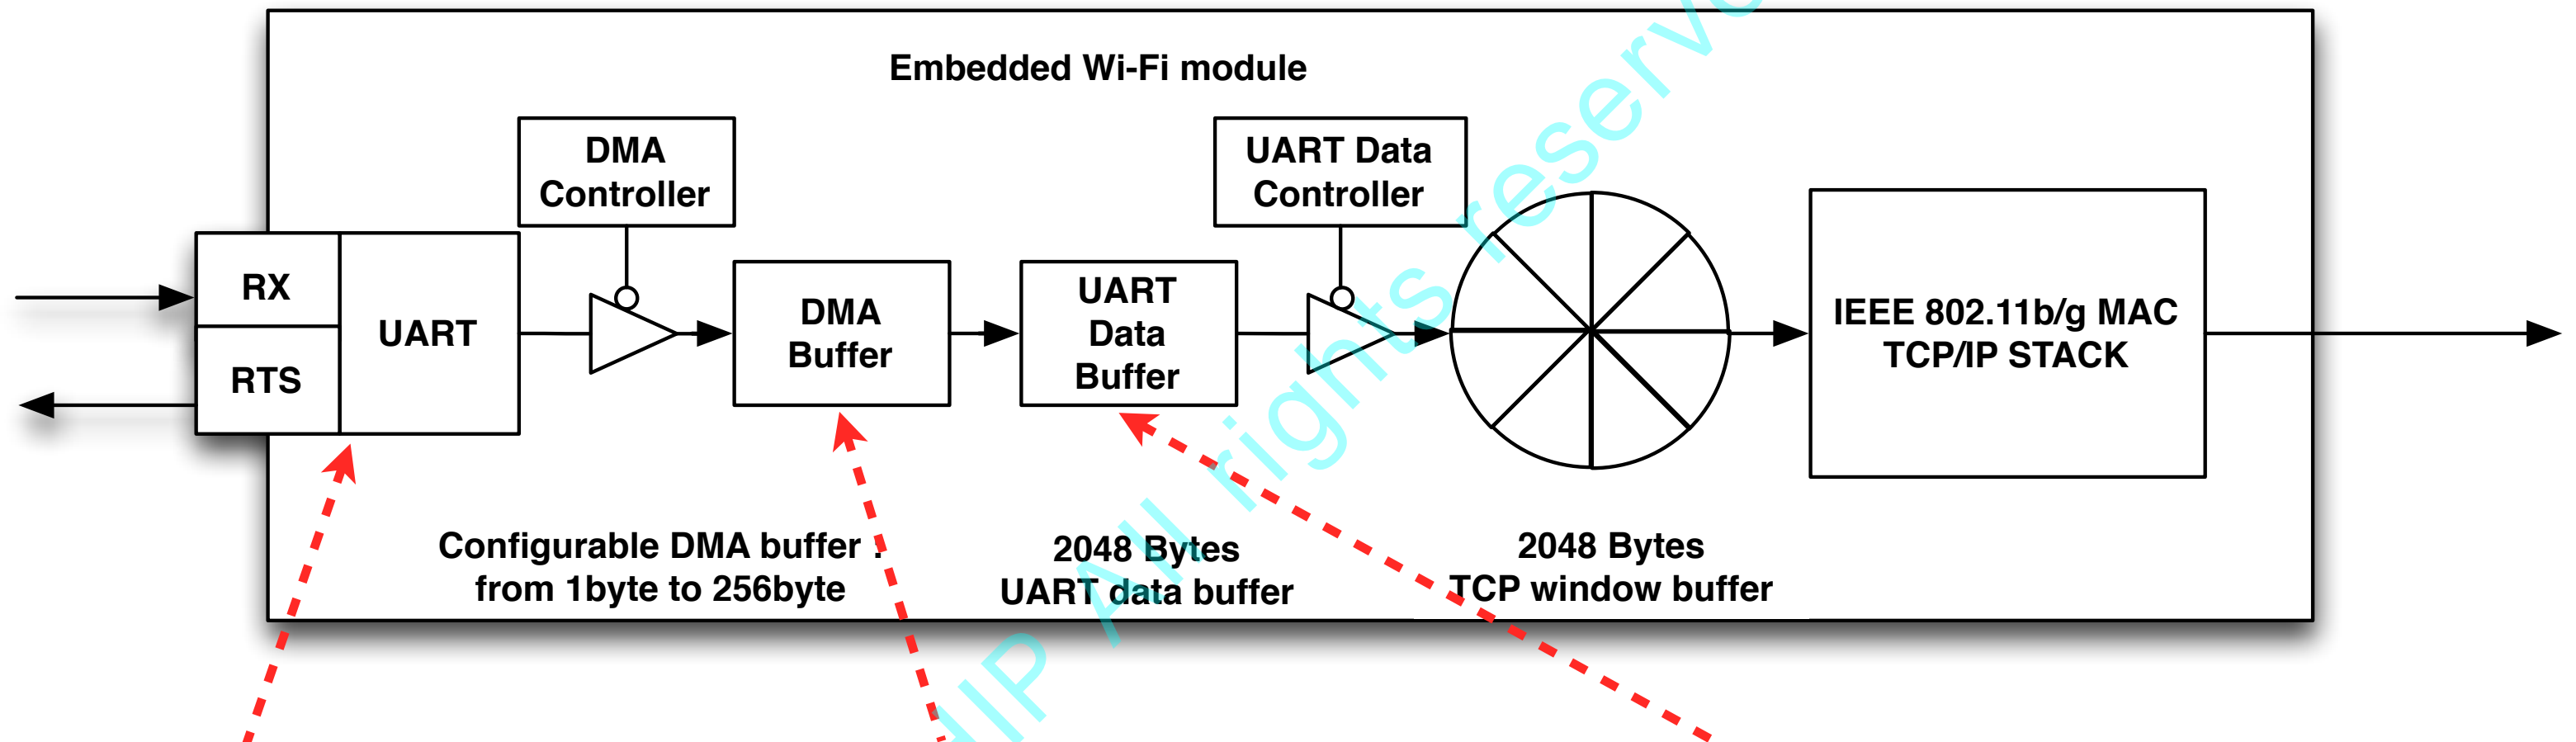 Embedded Wi-Fi module
DMA
Controller
UART Data
Controller
RX
RTS
UART
DMA
Buffer
UART
Data
Buffer
IEEE 802.11b/g MAC
TCP/IP STACK
Configurable DMA buffer :
from 1byte to 256byte
2048 Bytes
UART data buffer
2048 Bytes
TCP window buffer
All rights